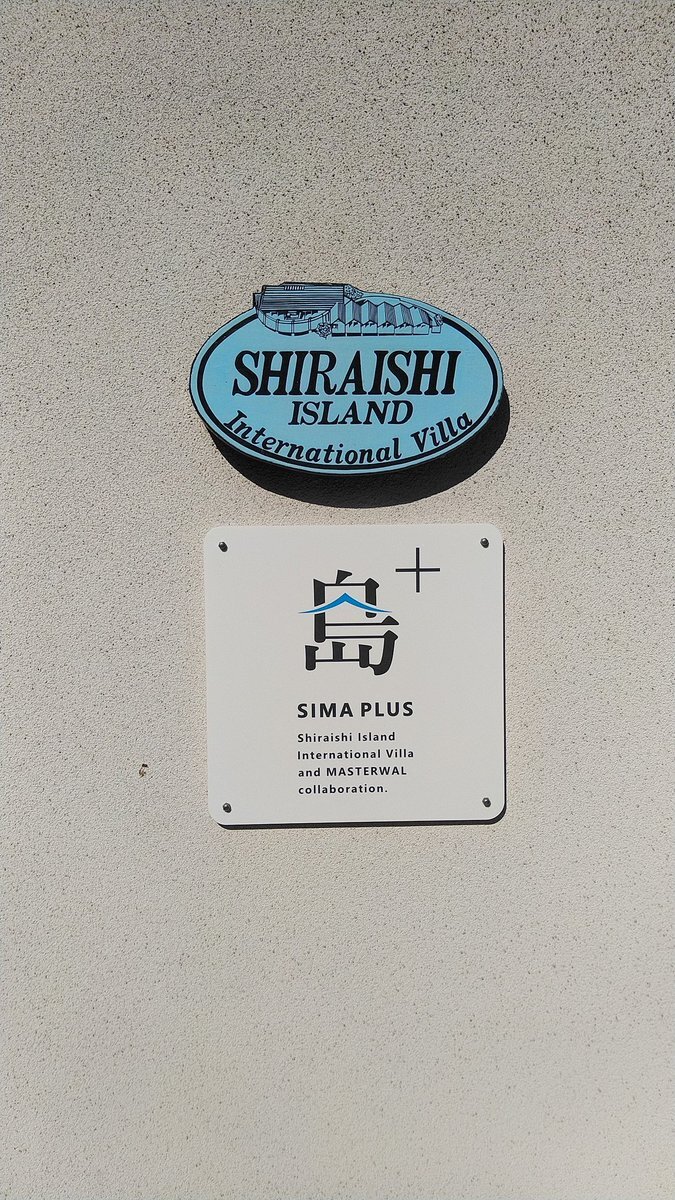 SHIRAISHI
ISLAND
International Villa
島+
SIMA PLUS
Shiraishi Island
International Villa
and MASTERWAL
collaboration.